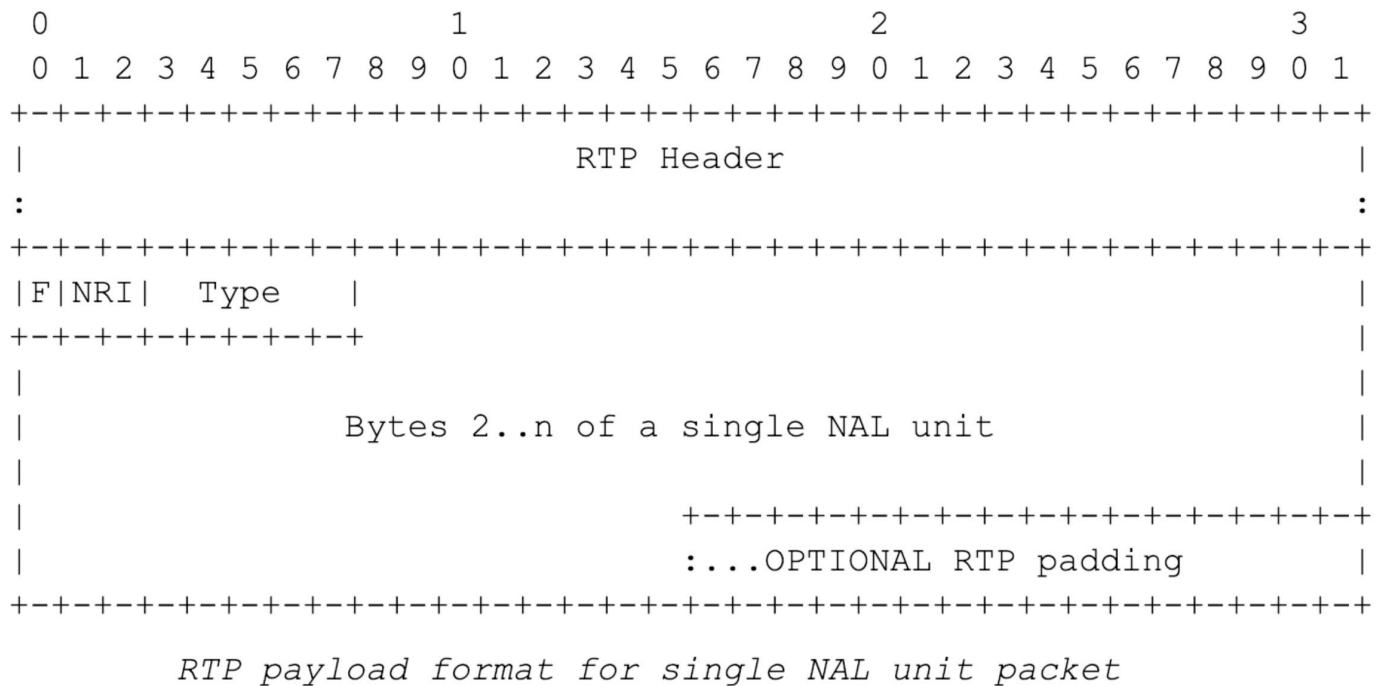 0                   1                   2                   3
0 1 2 3 4 5 6 7 8 9 0 1 2 3 4 5 6 7 8 9 0 1 2 3 4 5 6 7 8 9 0 1
+-+-+-+-+-+-+-+-+-+-+-+-+-+-+-+-+-+-+-+-+-+-+-+-+-+-+-+-+-+-+-+-+
|                          RTP Header                           |
:                                                               :
+-+-+-+-+-+-+-+-+-+-+-+-+-+-+-+-+-+-+-+-+-+-+-+-+-+-+-+-+-+-+-+-+
|F|NRI|  Type   |                                               |
+-+-+-+-+-+-+-+-+                                               |
|                                                               |
|               Bytes 2..n of a single NAL unit                 |
|                                                               |
|                               +-+-+-+-+-+-+-+-+-+-+-+-+-+-+-+-+
|                               :...OPTIONAL RTP padding        |
+-+-+-+-+-+-+-+-+-+-+-+-+-+-+-+-+-+-+-+-+-+-+-+-+-+-+-+-+-+-+-+-+
RTP payload format for single NAL unit packet